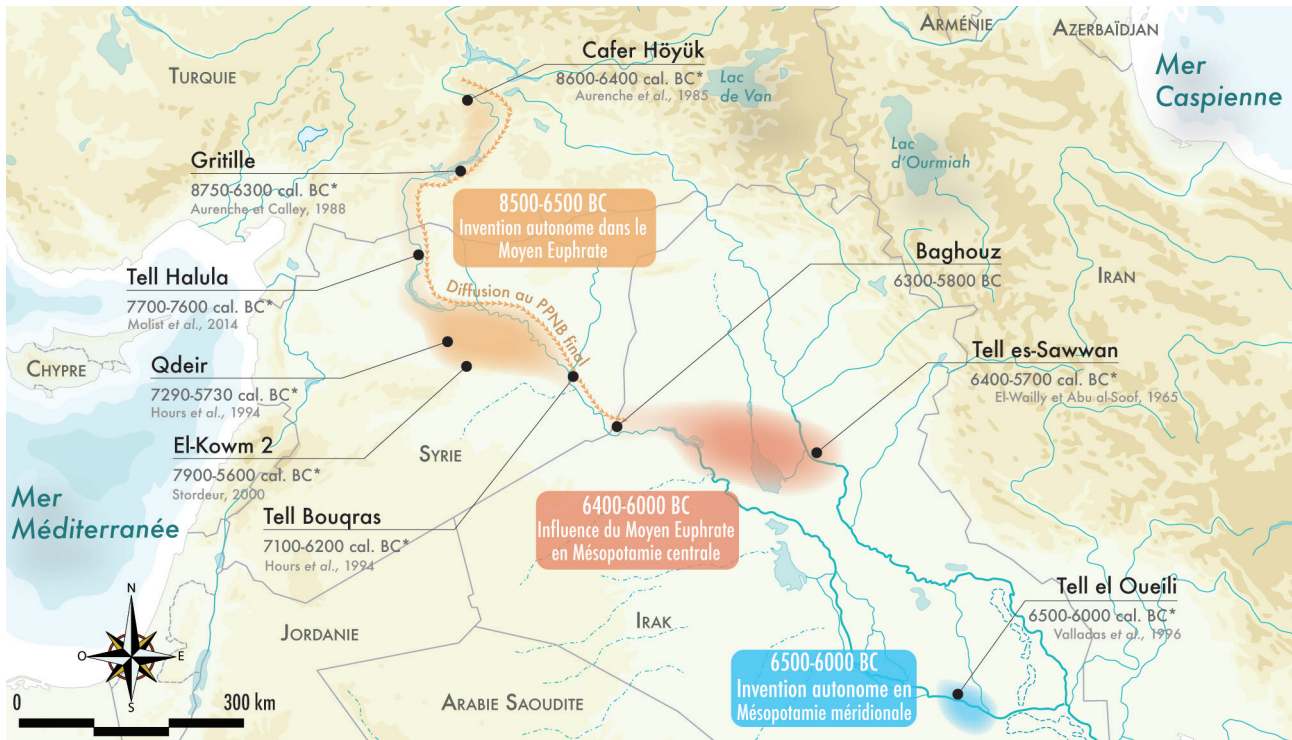 ARMÉNIE
AZERBAÏDJAN
TURQUIE
Cafer Höyük
8600-6400 cal. BC*
Aurenche et al., 1985
Lac
de Van
Mer
Caspienne
Lac
d'Ourmiah
Gritille
8750-6300 cal. BC*
Aurenche et Calley, 1988
8500-6500 BC
Invention autonome dans le
Moyen Euphrate
Baghouz
6300-5800 BC
IRAN
Tell Halula
7700-7600 cal. BC*
Molist et al., 2014
Diffusion au PPNB final
CHYPRE
Qdeir
7290-5730 cal. BC*
Hours et al., 1994
Tell es-Sawwan
6400-5700 cal. BC*
El-Wailly et Abu al-Soof, 1965
El-Kowm 2
7900-5600 cal. BC*
Stordeur, 2000
SYRIE
Mer
Méditerranée
Tell Bouqras
7100-6200 cal. BC*
Hours et al., 1994
6400-6000 BC
Influence du Moyen Euphrate
en Mésopotamie centrale
Tell el Oueili
6500-6000 cal. BC*
Valladas et al., 1996
N
O
E
S
JORDANIE
IRAK
6500-6000 BC
Invention autonome en
Mésopotamie méridionale
ARABIE SAOUDITE
0
300 km